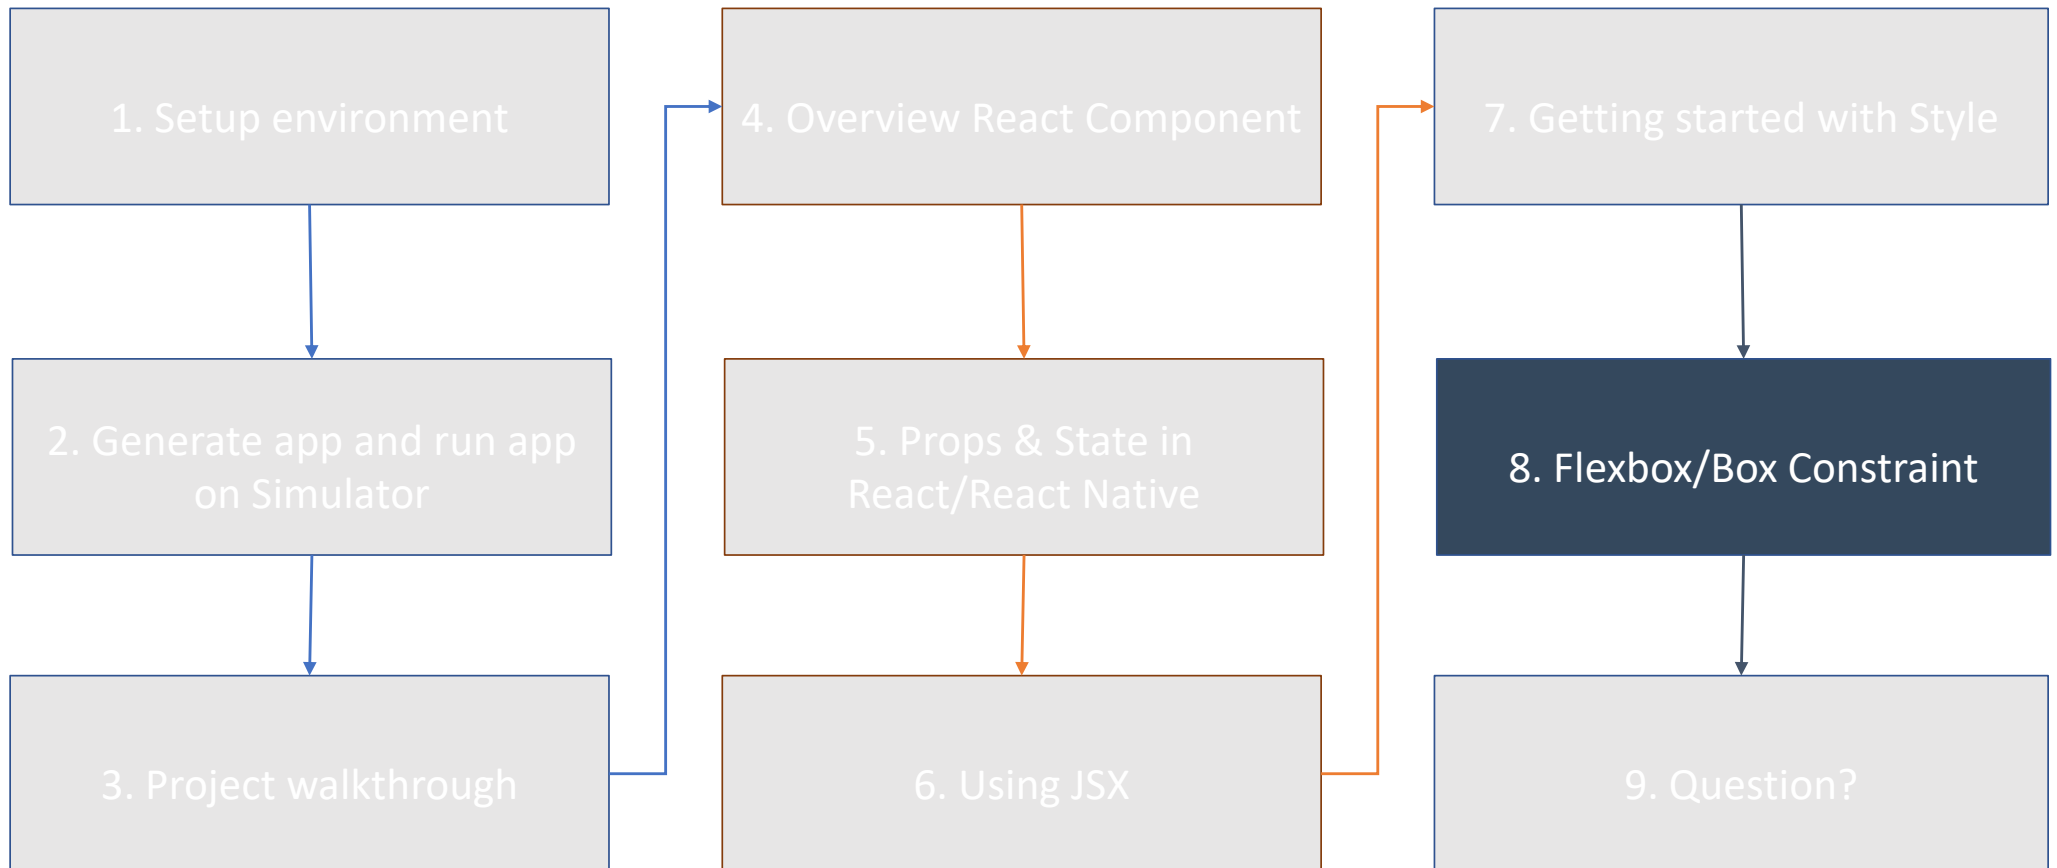 1. Setup environment
2. Generate app and run app
on Simulator
3. Project walkthrough
4. Overview React Component
5. Props & State in
React/React Native
6. Using JSX
7. Getting started with Style
8. Flexbox/Box Constraint
9. Question?